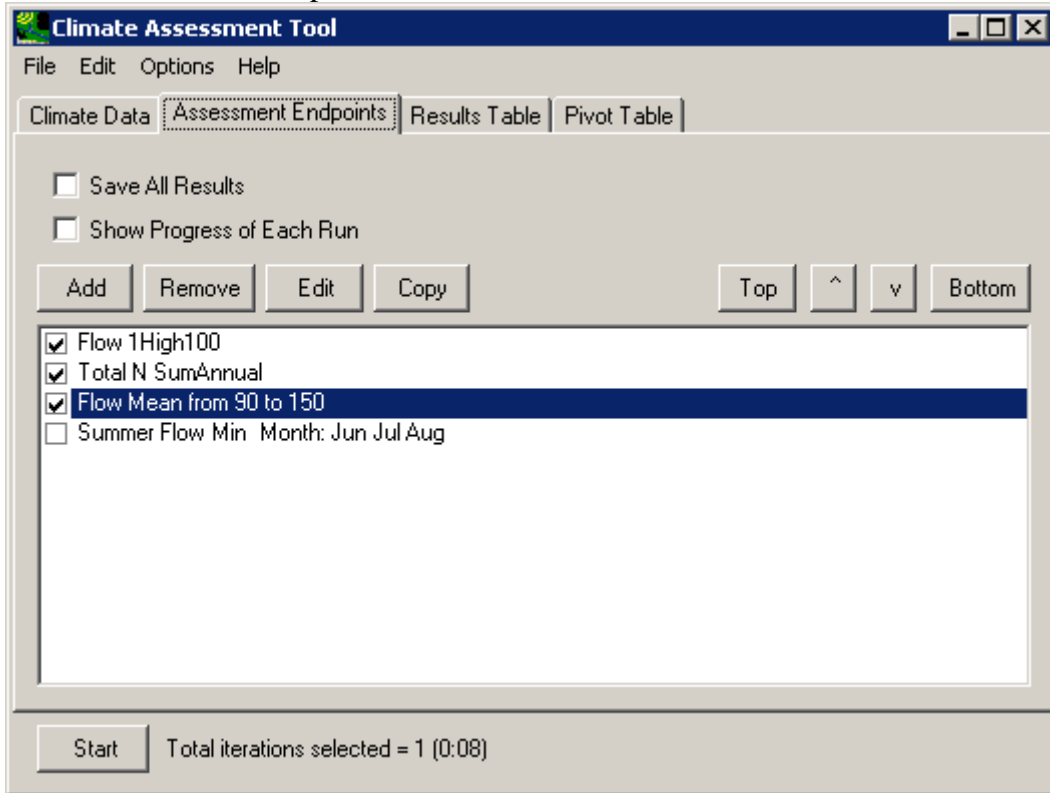 Climate Assessment Tool
File Edit Options Help
Climate Data Assessment Endpoints Results Table Pivot Table
Save All Results
Show Progress of Each Run
Add Remove Edit Copy Top ^ v Bottom
Flow 1High100
Total N SumAnnual
Flow Mean from 90 to 150
Summer Flow Min Month: Jun Jul Aug
Start Total iterations selected = 1 (0:08)